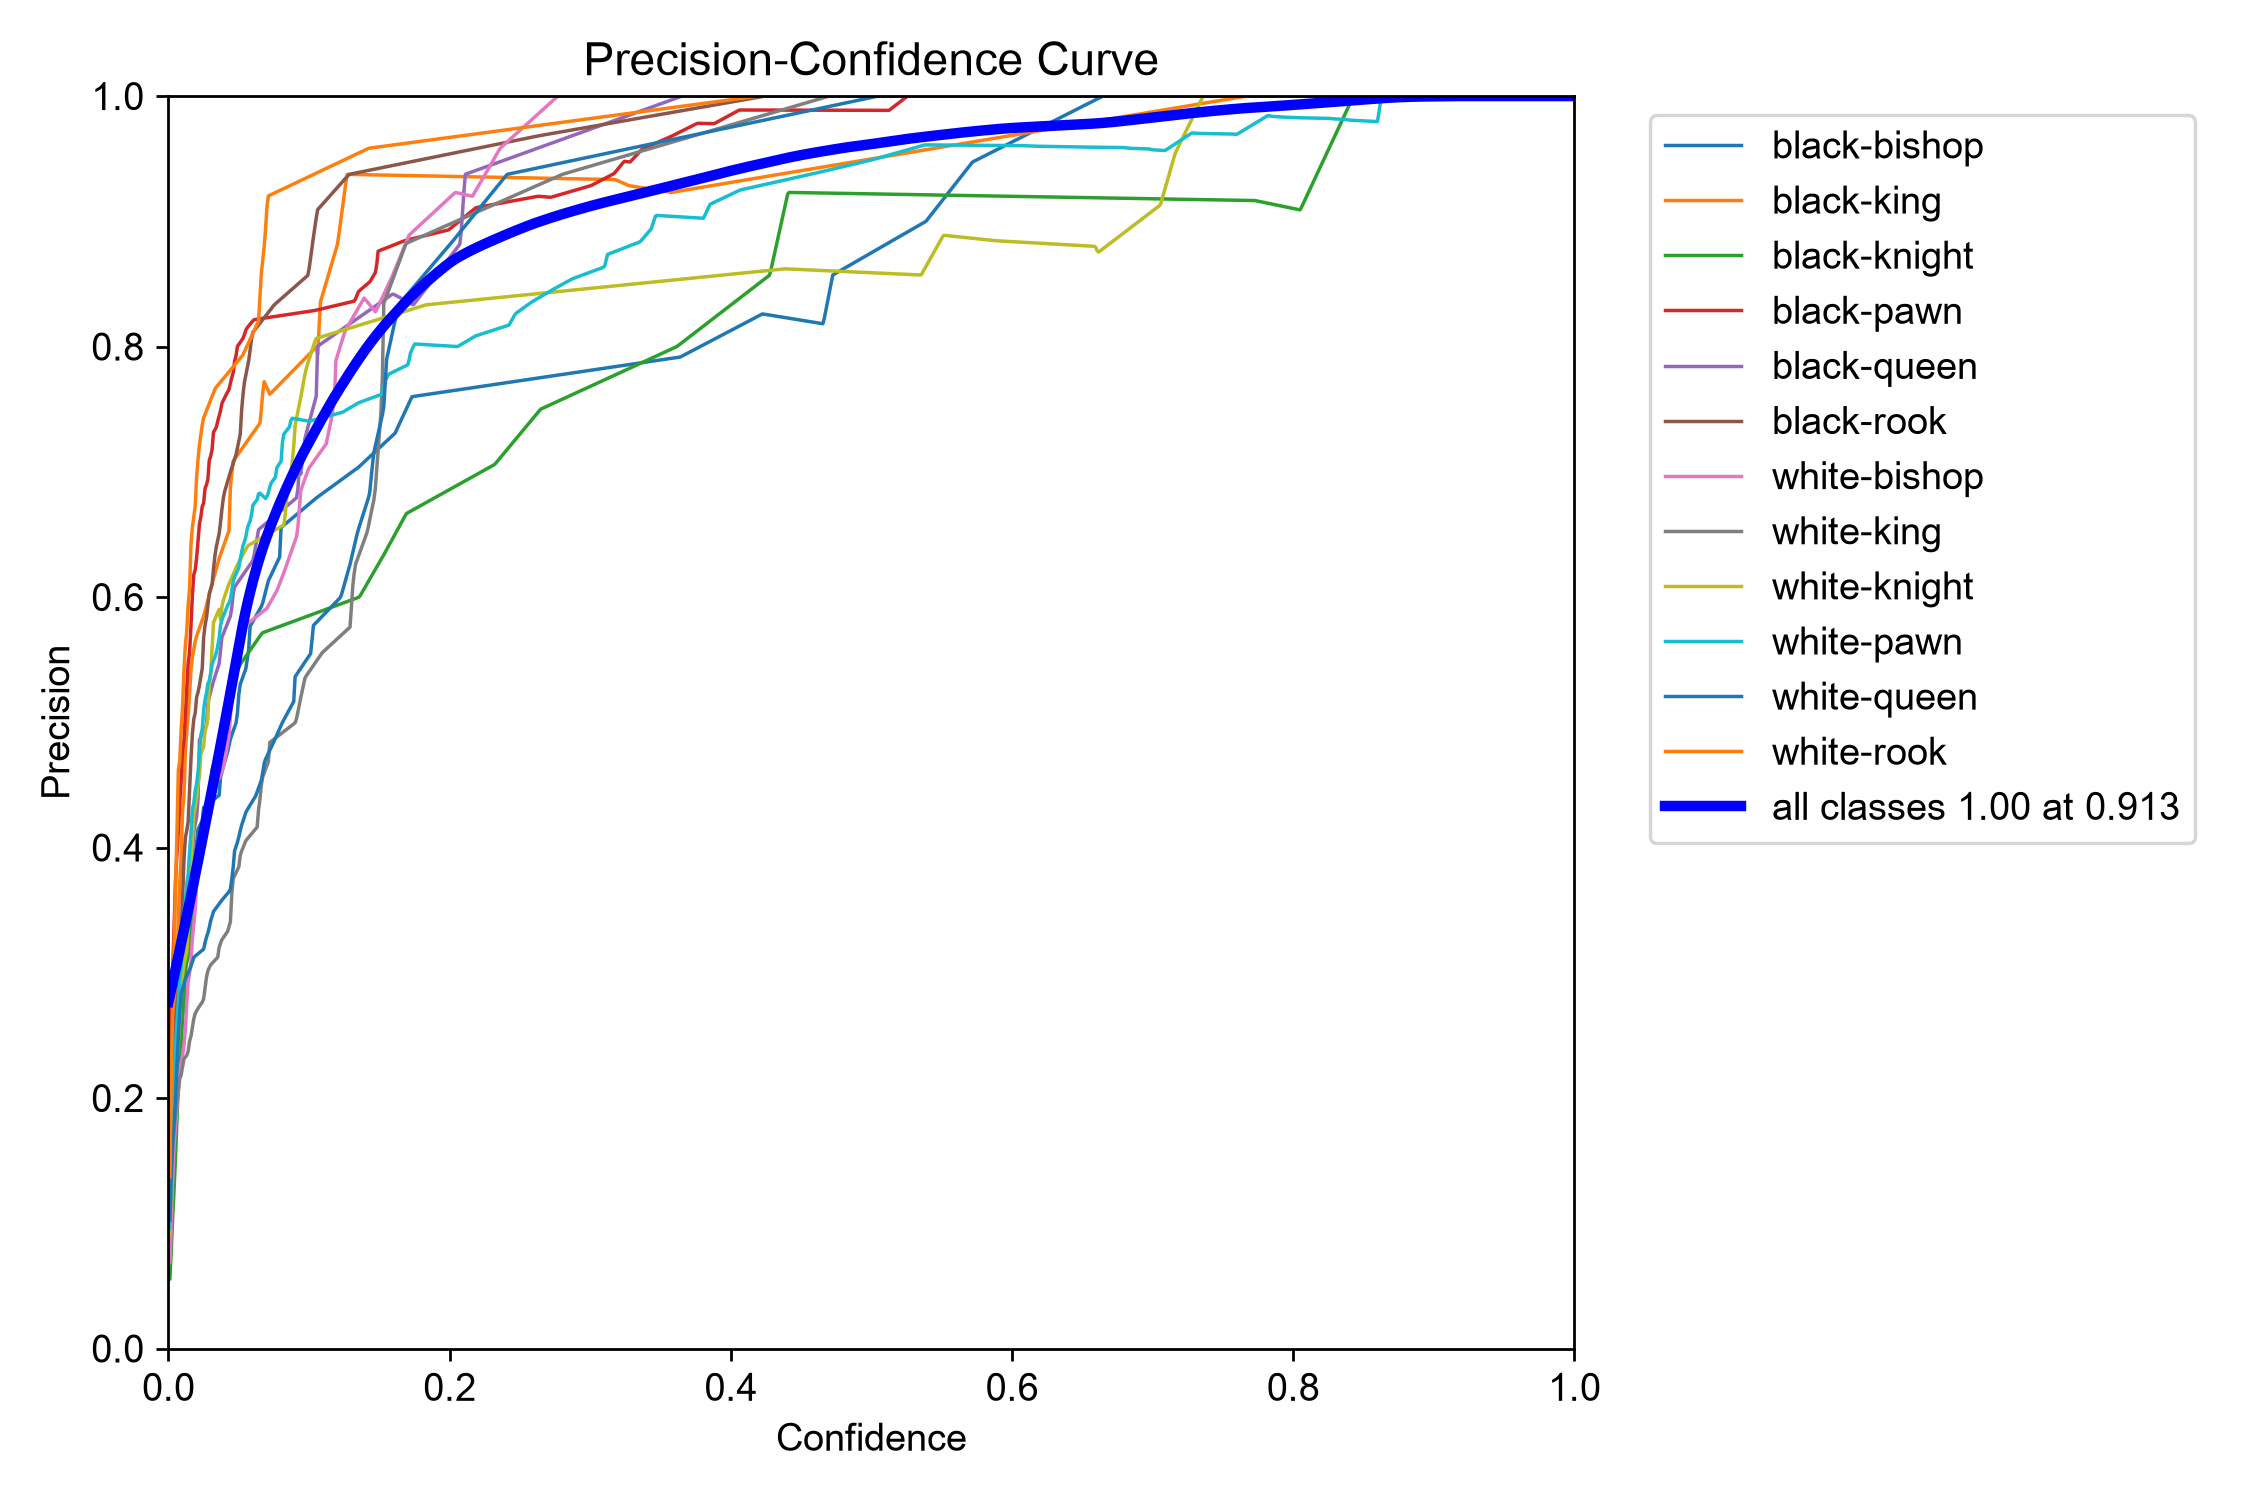 Precision-Confidence Curve
1.0
0.8
0.6
0.4
0.2
0.0
Precision
0.0 0.2 0.4 0.6 0.8 1.0
Confidence
black-bishop
black-king
black-knight
black-pawn
black-queen
black-rook
white-bishop
white-king
white-knight
white-pawn
white-queen
white-rook
all classes 1.00 at 0.913